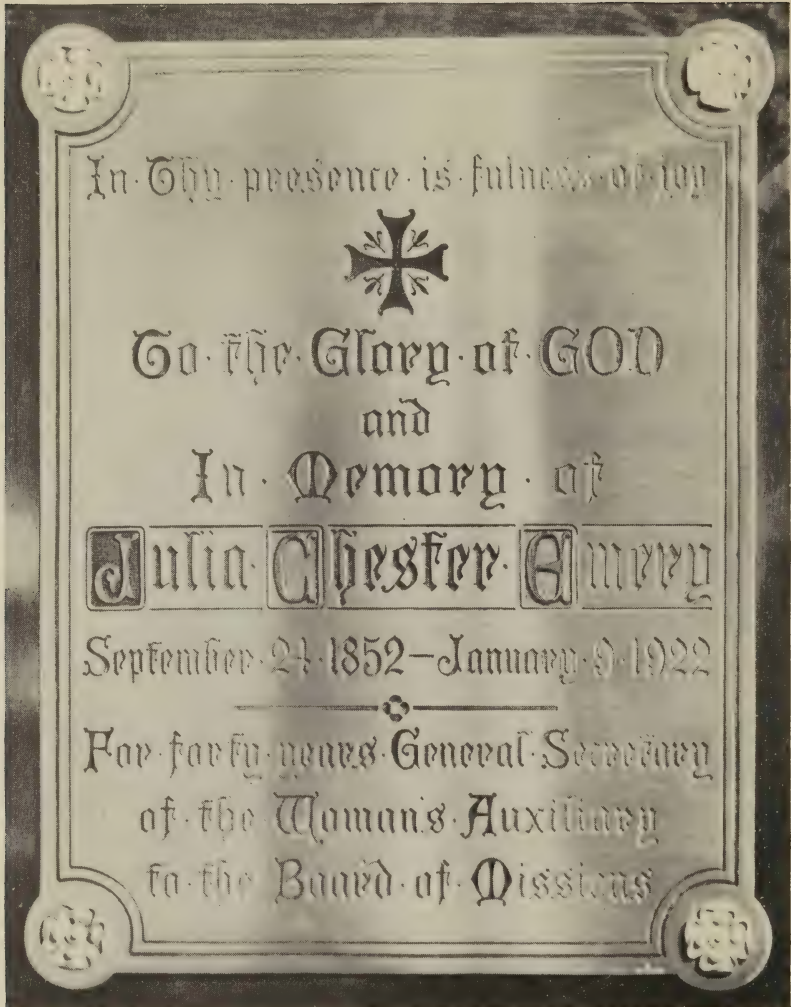 In·Thy·presence·is·fulness·of·joy
To·the·Glory·of·GOD
and
In·Memory·of
Julia·Chester·Emery
September·24·1852–January·9·1922
For·forty·years·General·Secretary
of·the·Woman's·Auxiliary
to·the·Board·of·Missions